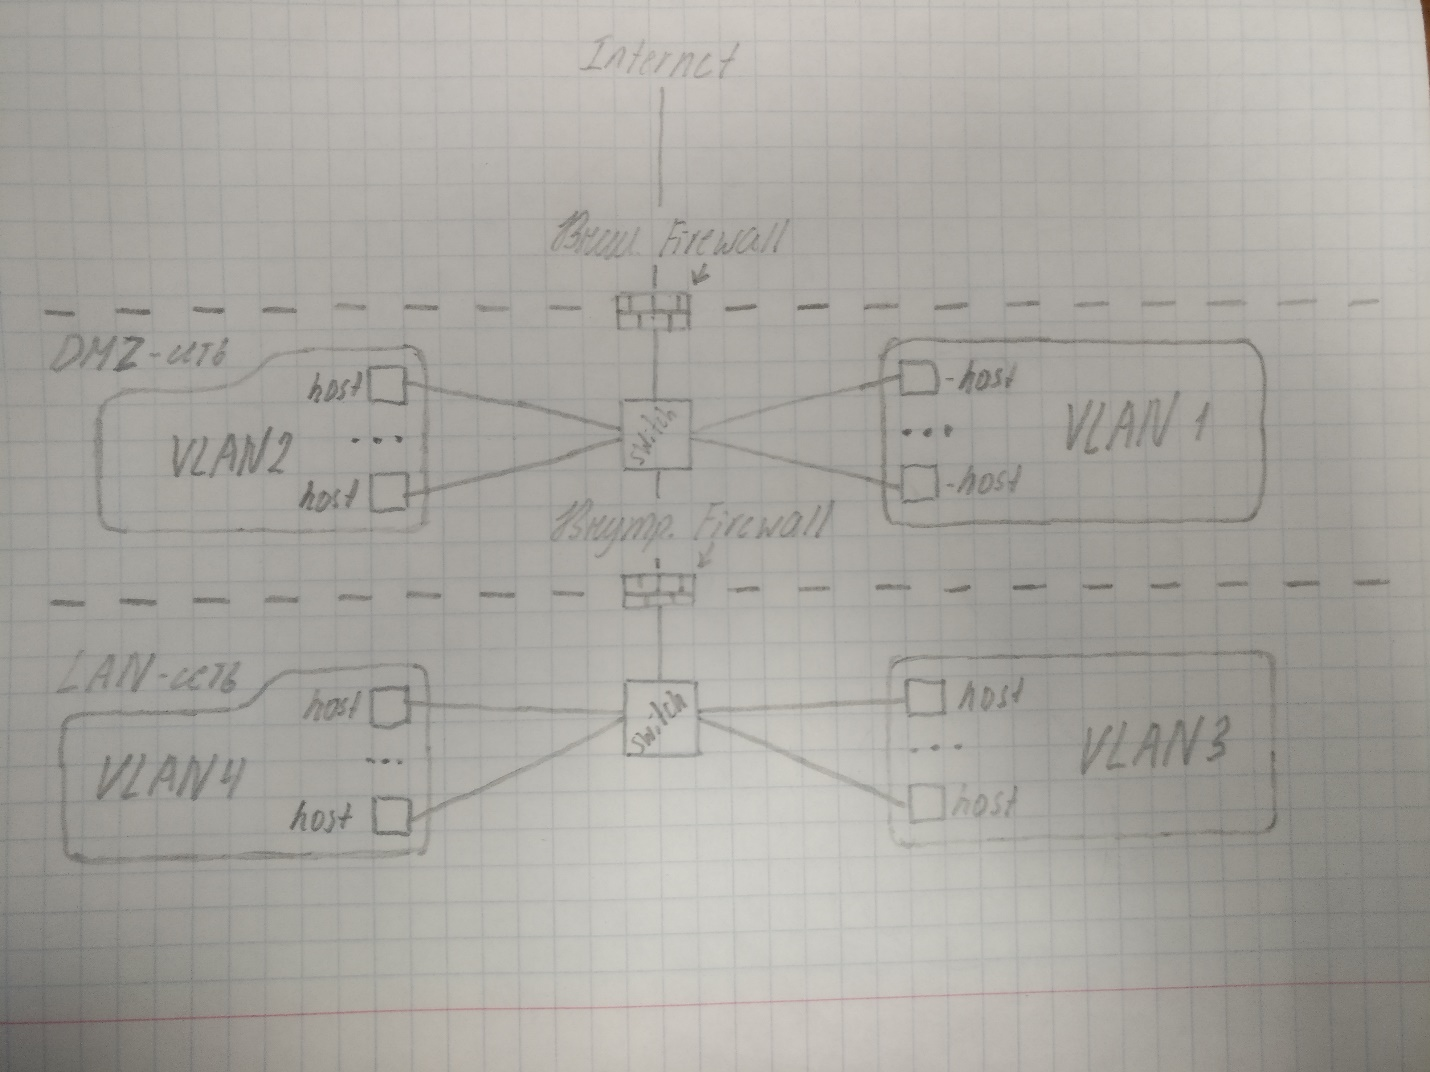 Internet
Внеш. Firewall
DMZ-сеть
host
VLAN2
...
host
switch
-host
...
VLAN 1
-host
Внутр. Firewall
LAN-сеть
host
VLAN4
...
host
switch
host
...
VLAN3
host